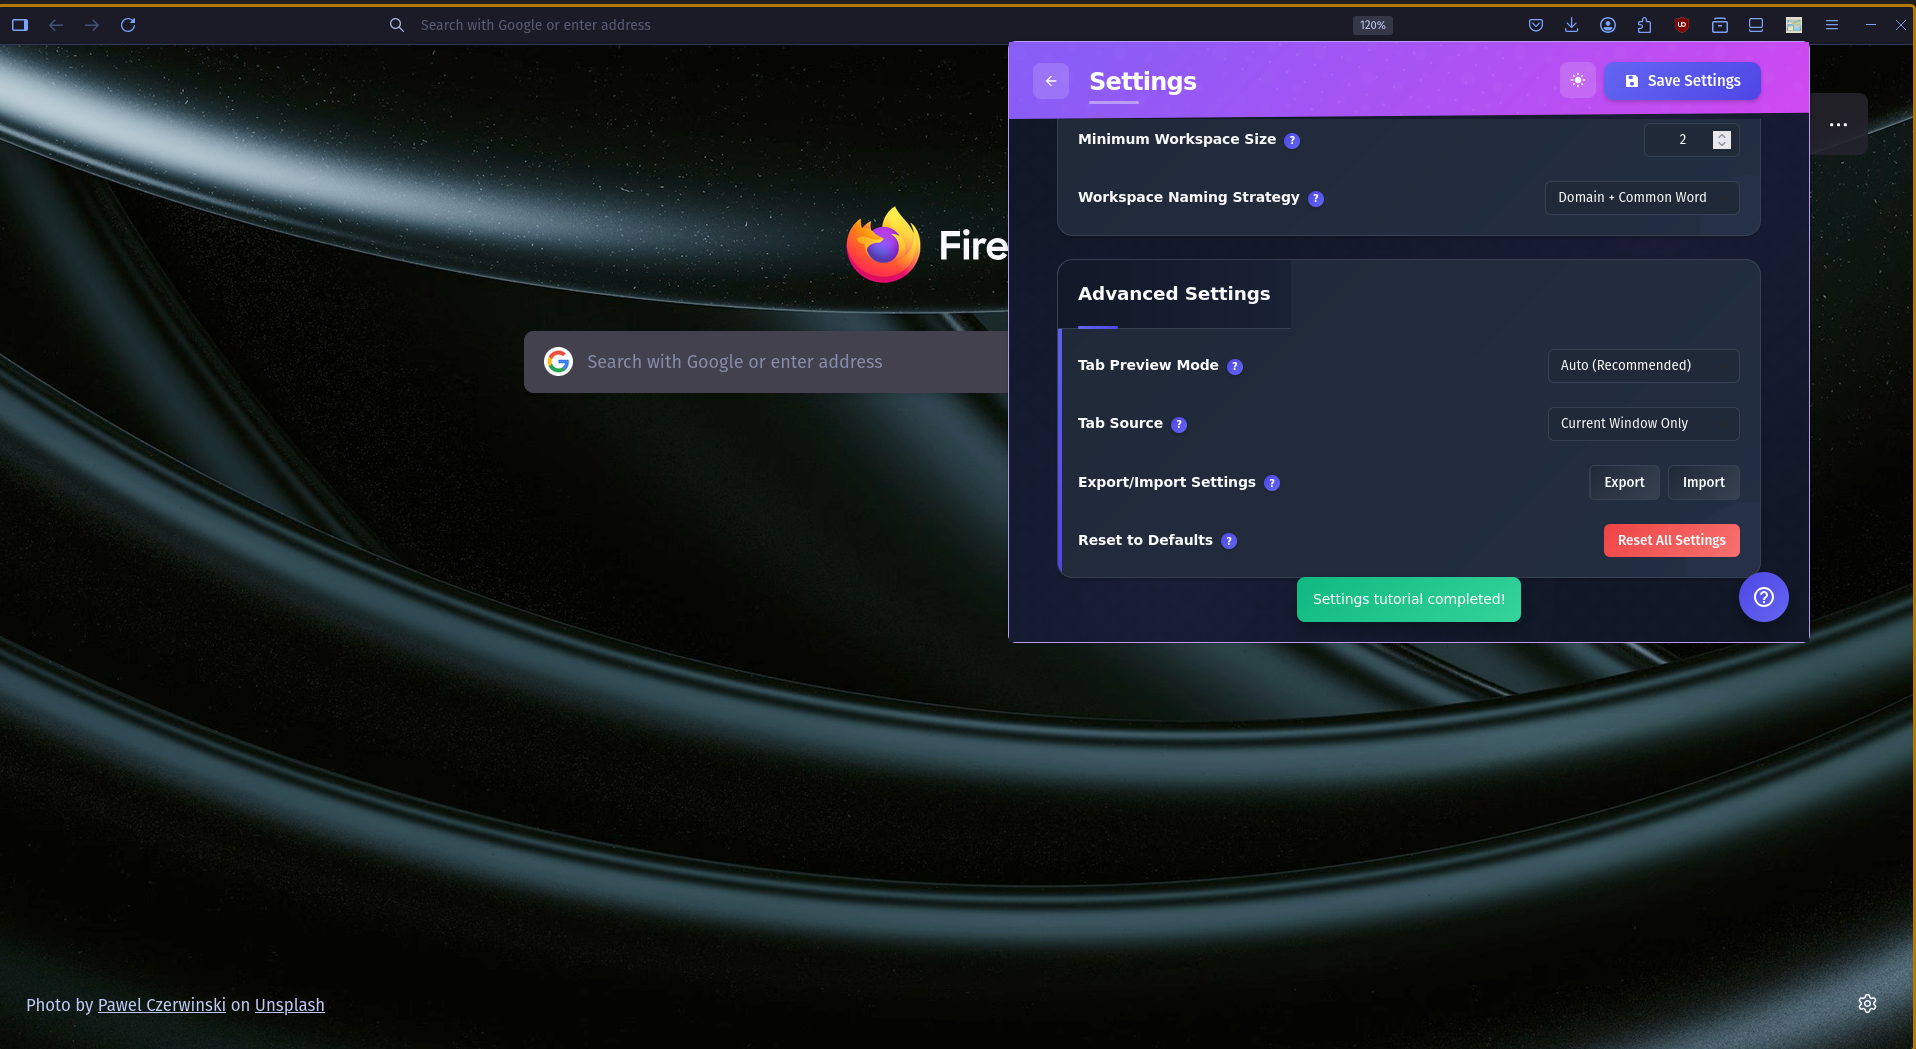 Search with Google or enter address
120%
Settings
Save Settings
Minimum Workspace Size ?
2
Workspace Naming Strategy ?
Domain + Common Word
Fire
Advanced Settings
Search with Google or enter address
Tab Preview Mode ?
Auto (Recommended)
Tab Source ?
Current Window Only
Export/Import Settings ?
Export
Import
Reset to Defaults ?
Reset All Settings
Settings tutorial completed!
Photo by Pawel Czerwinski on Unsplash